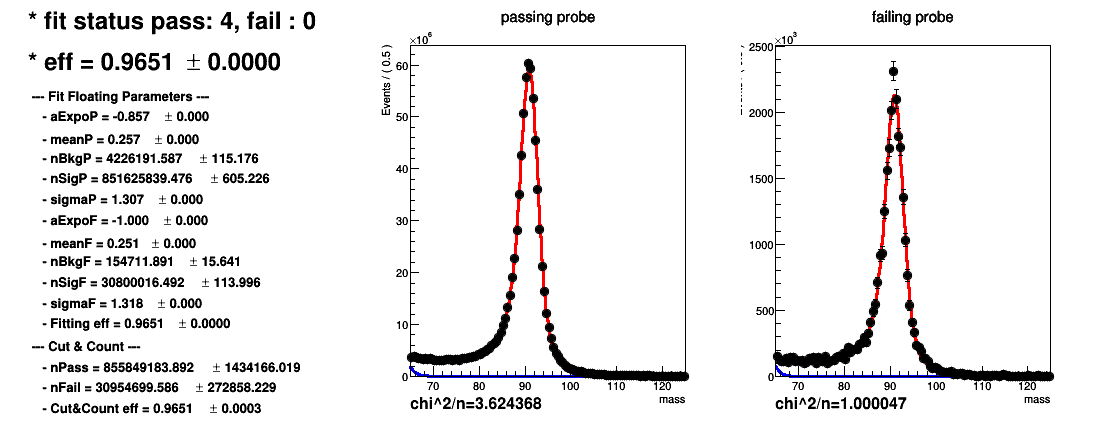 * fit status pass: 4, fail : 0
* eff = 0.9651 ± 0.0000
--- Fit Floating Parameters ---
- aExpoP = -0.857 ± 0.000
- meanP = 0.257 ± 0.000
- nBkgP = 4226191.587 ± 115.176
- nSigP = 851625839.476 ± 605.226
- sigmaP = 1.307 ± 0.000
- aExpoF = -1.000 ± 0.000
- meanF = 0.251 ± 0.000
- nBkgF = 154711.891 ± 15.641
- nSigF = 30800016.492 ± 113.996
- sigmaF = 1.318 ± 0.000
- Fitting eff = 0.9651 ± 0.0000
--- Cut & Count ---
- nPass = 855849183.892 ± 1434166.019
- nFail = 30954699.586 ± 272858.229
- Cut&Count eff = 0.9651 ± 0.0003
passing probe
×10⁶
Events / ( 0.5 )
60
50
40
30
20
10
0
70 80 90 100 110 120
mass
chi^2/n=3.624368
failing probe
×10³
2500
2000
1500
1000
500
0
70 80 90 100 110 120
mass
chi^2/n=1.000047